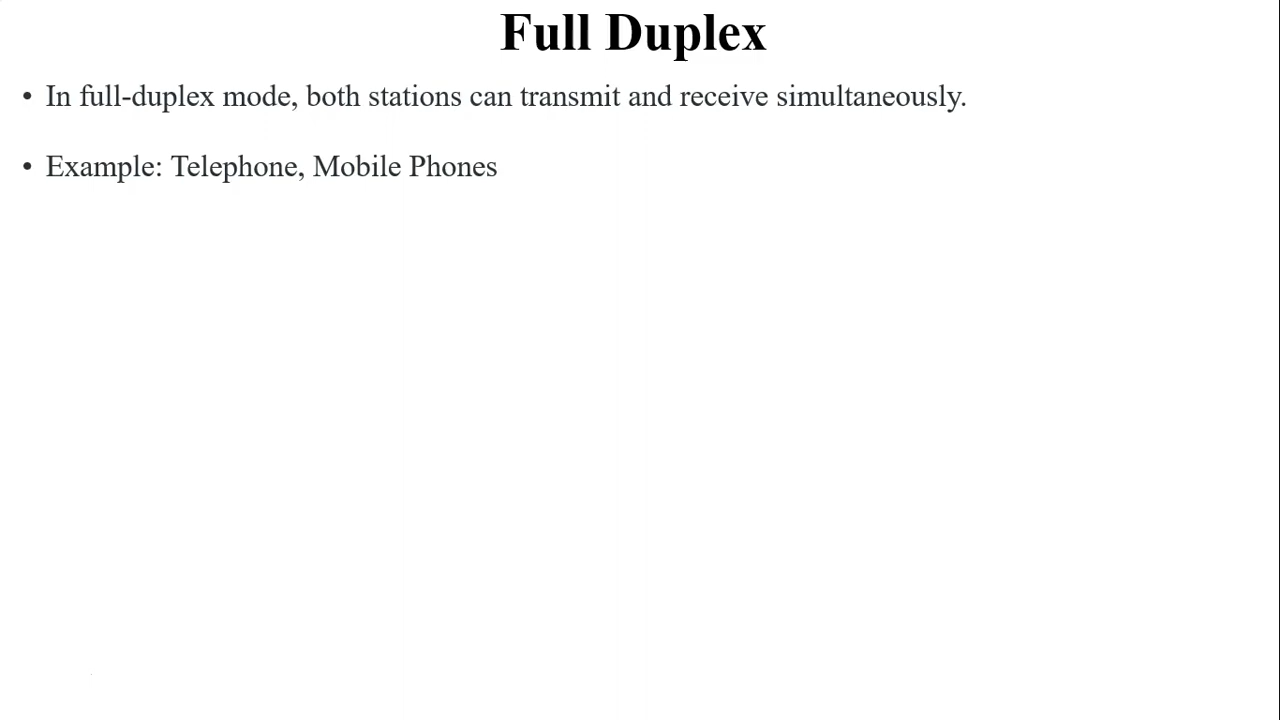 Full Duplex
• In full-duplex mode, both stations can transmit and receive simultaneously.
• Example: Telephone, Mobile Phones